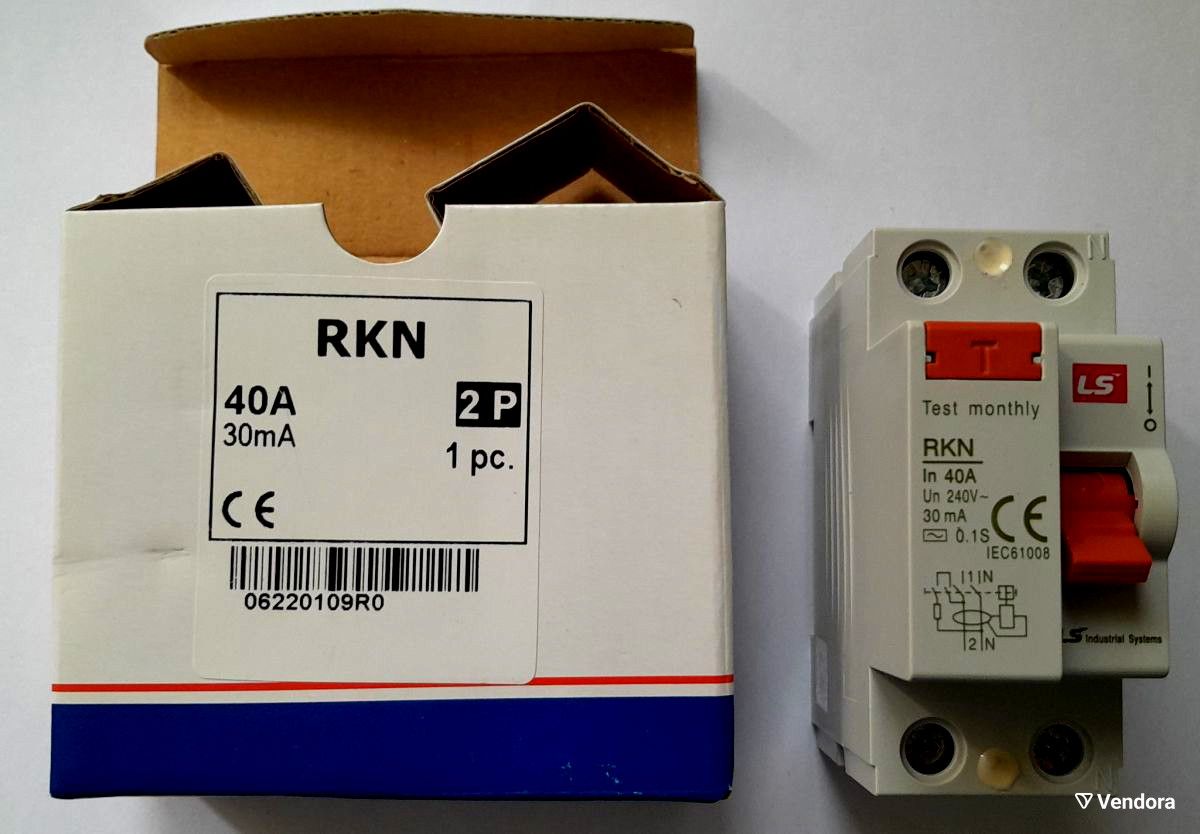 RKN
40A
2 P
30mA
1 pc.
CE
06220109R0
N
T
LS
I
O
Test monthly
RKN
In 40A
Un 240V~
30 mA
CE
0.1S
IEC61008
1 N
2 N
LS Industrial Systems
N
Vendora